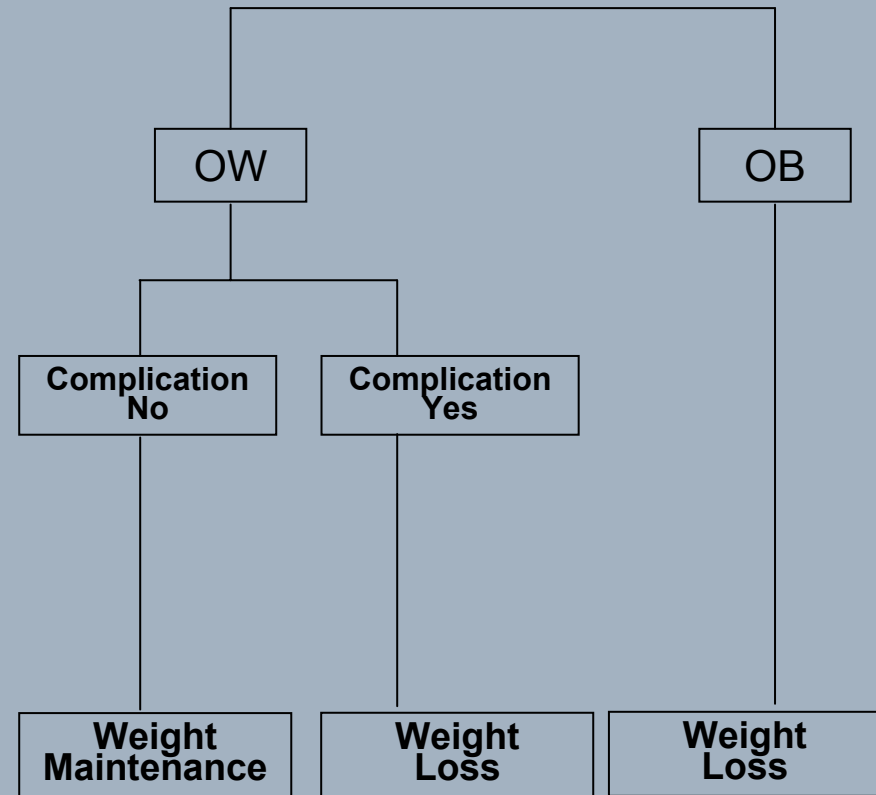 OW
OB
Complication
No
Complication
Yes
Weight
Maintenance
Weight
Loss
Weight
Loss